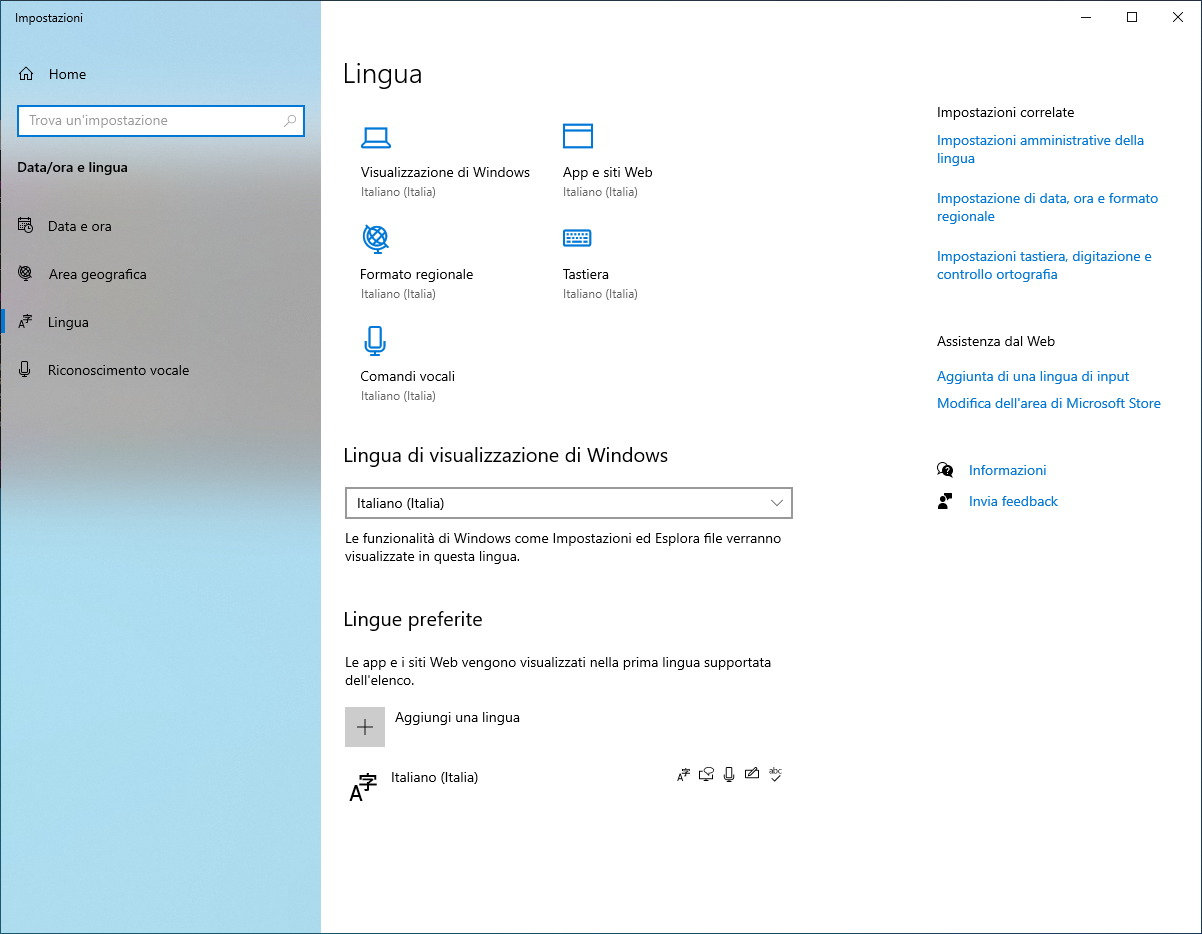 Impostazioni
Home
Trova un'impostazione
Data/ora e lingua
Data e ora
Area geografica
Lingua
Riconoscimento vocale
Lingua
Visualizzazione di Windows
Italiano (Italia)
App e siti Web
Italiano (Italia)
Formato regionale
Italiano (Italia)
Tastiera
Italiano (Italia)
Comandi vocali
Italiano (Italia)
Lingua di visualizzazione di Windows
Italiano (Italia)
Le funzionalità di Windows come Impostazioni ed Esplora file verranno
visualizzate in questa lingua.
Lingue preferite
Le app e i siti Web vengono visualizzati nella prima lingua supportata
dell'elenco.
Aggiungi una lingua
Italiano (Italia)
Impostazioni correlate
Impostazioni amministrative della
lingua
Impostazione di data, ora e formato
regionale
Impostazioni tastiera, digitazione e
controllo ortografia
Assistenza dal Web
Aggiunta di una lingua di input
Modifica dell'area di Microsoft Store
Informazioni
Invia feedback